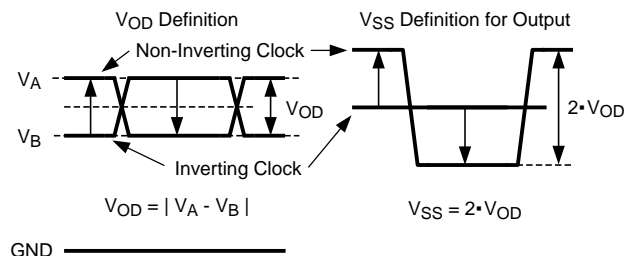 VOD Definition
VSS Definition for Output
Non-Inverting Clock
VA
VOD
2▪VOD
VB
Inverting Clock
VOD = | VA - VB |
VSS = 2▪VOD
GND